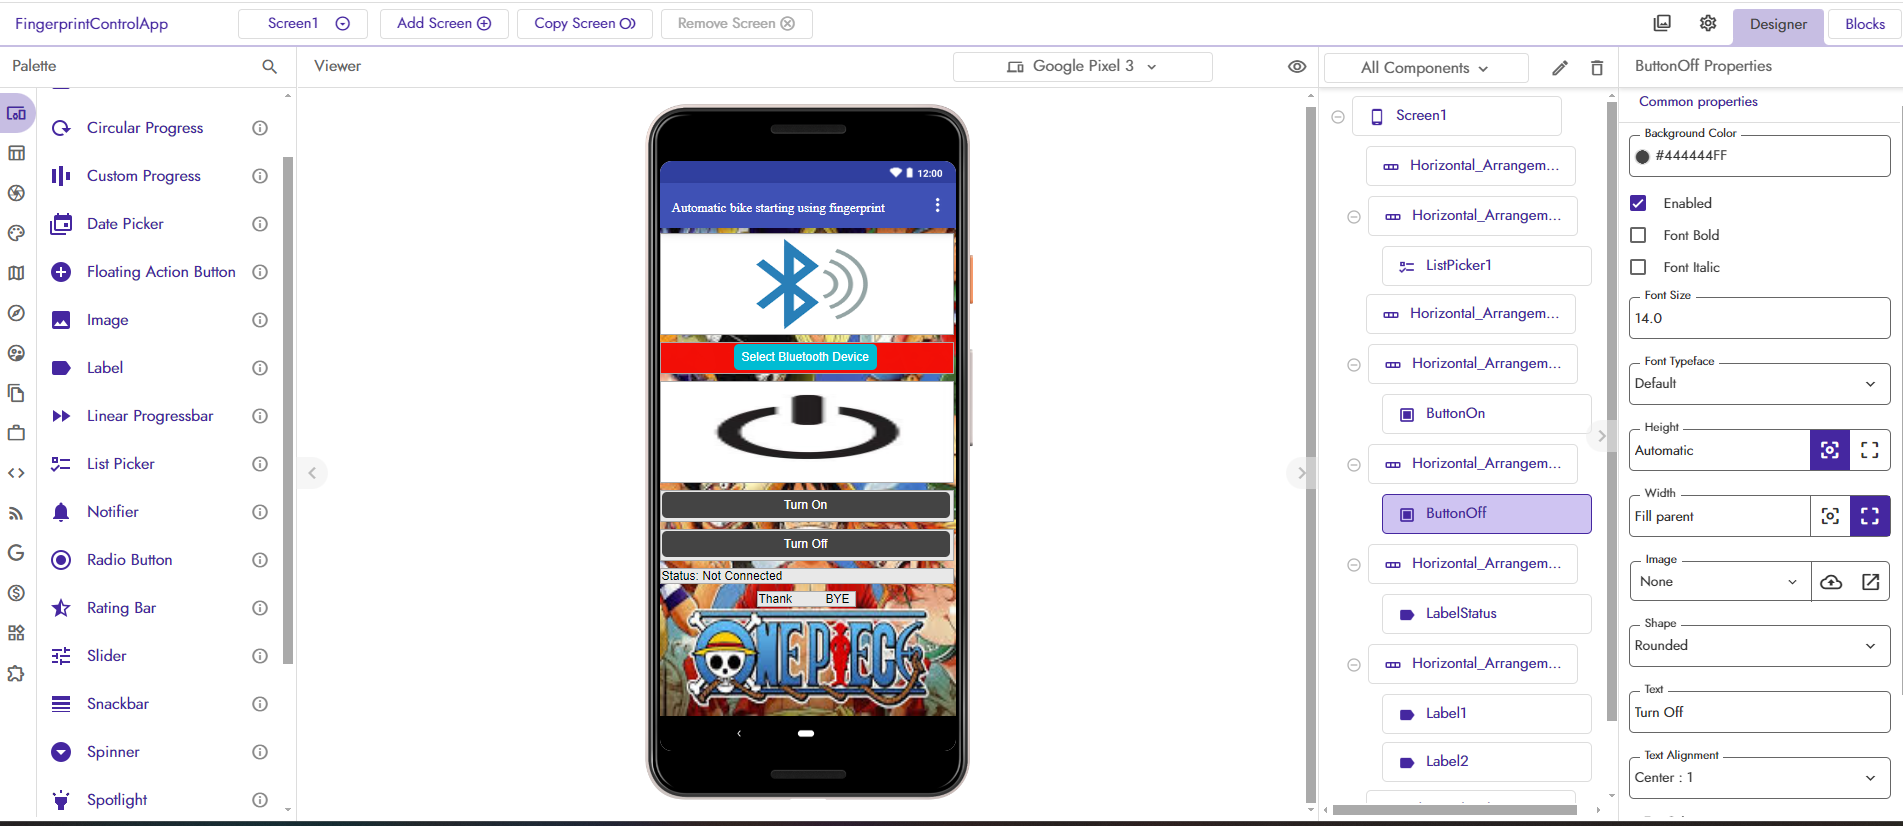 FingerprintControlApp
Screen1
Add Screen
Copy Screen
Remove Screen
Designer
Blocks
Palette
Viewer
Google Pixel 3
All Components
ButtonOff Properties
Circular Progress
Custom Progress
Date Picker
Floating Action Button
Image
Label
Linear Progressbar
List Picker
Notifier
Radio Button
Rating Bar
Slider
Snackbar
Spinner
Spotlight
12:00
Automatic bike starting using fingerprint
Select Bluetooth Device
Turn On
Turn Off
Status: Not Connected
Thank BYE
ONE PIECE
Screen1
Horizontal_Arrangem...
Horizontal_Arrangem...
ListPicker1
Horizontal_Arrangem...
Horizontal_Arrangem...
ButtonOn
Horizontal_Arrangem...
ButtonOff
Horizontal_Arrangem...
LabelStatus
Horizontal_Arrangem...
Label1
Label2
Common properties
Background Color
#444444FF
Enabled
Font Bold
Font Italic
Font Size
14.0
Font Typeface
Default
Height
Automatic
Width
Fill parent
Image
None
Shape
Rounded
Text
Turn Off
Text Alignment
Center : 1